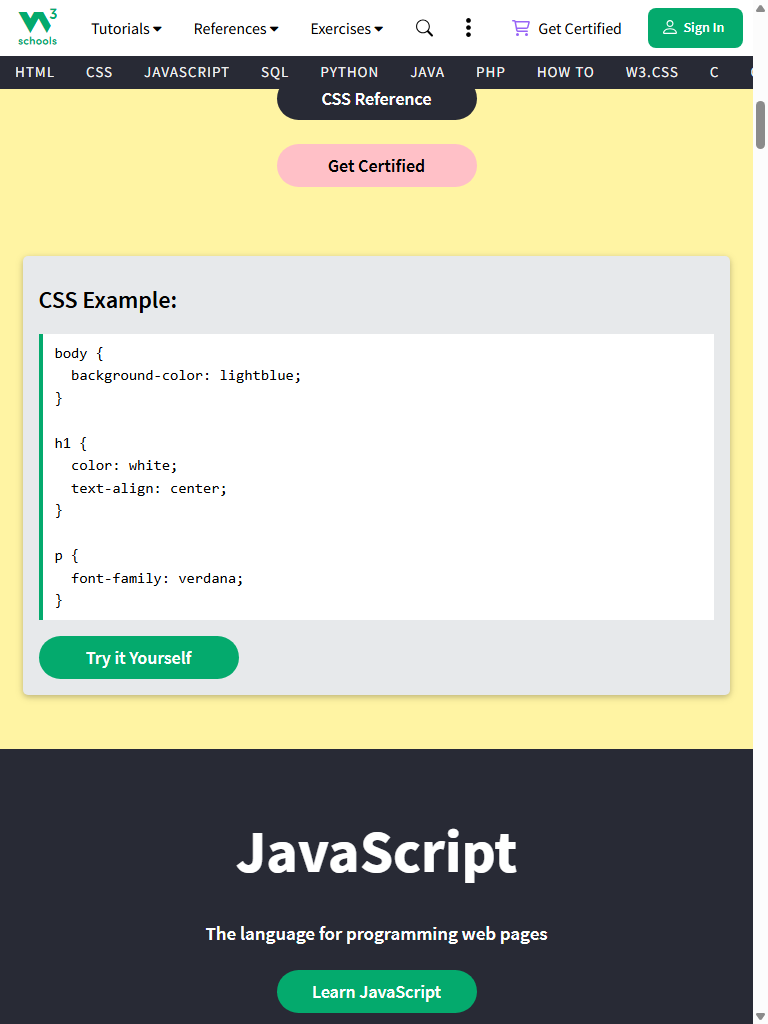 3
schools
Tutorials References Exercises Get Certified Sign In
HTML CSS JAVASCRIPT SQL PYTHON JAVA PHP HOW TO W3.CSS C
CSS Reference
Get Certified
CSS Example:
body {
  background-color: lightblue;
}
h1 {
  color: white;
  text-align: center;
}
p {
  font-family: verdana;
}
Try it Yourself
JavaScript
The language for programming web pages
Learn JavaScript